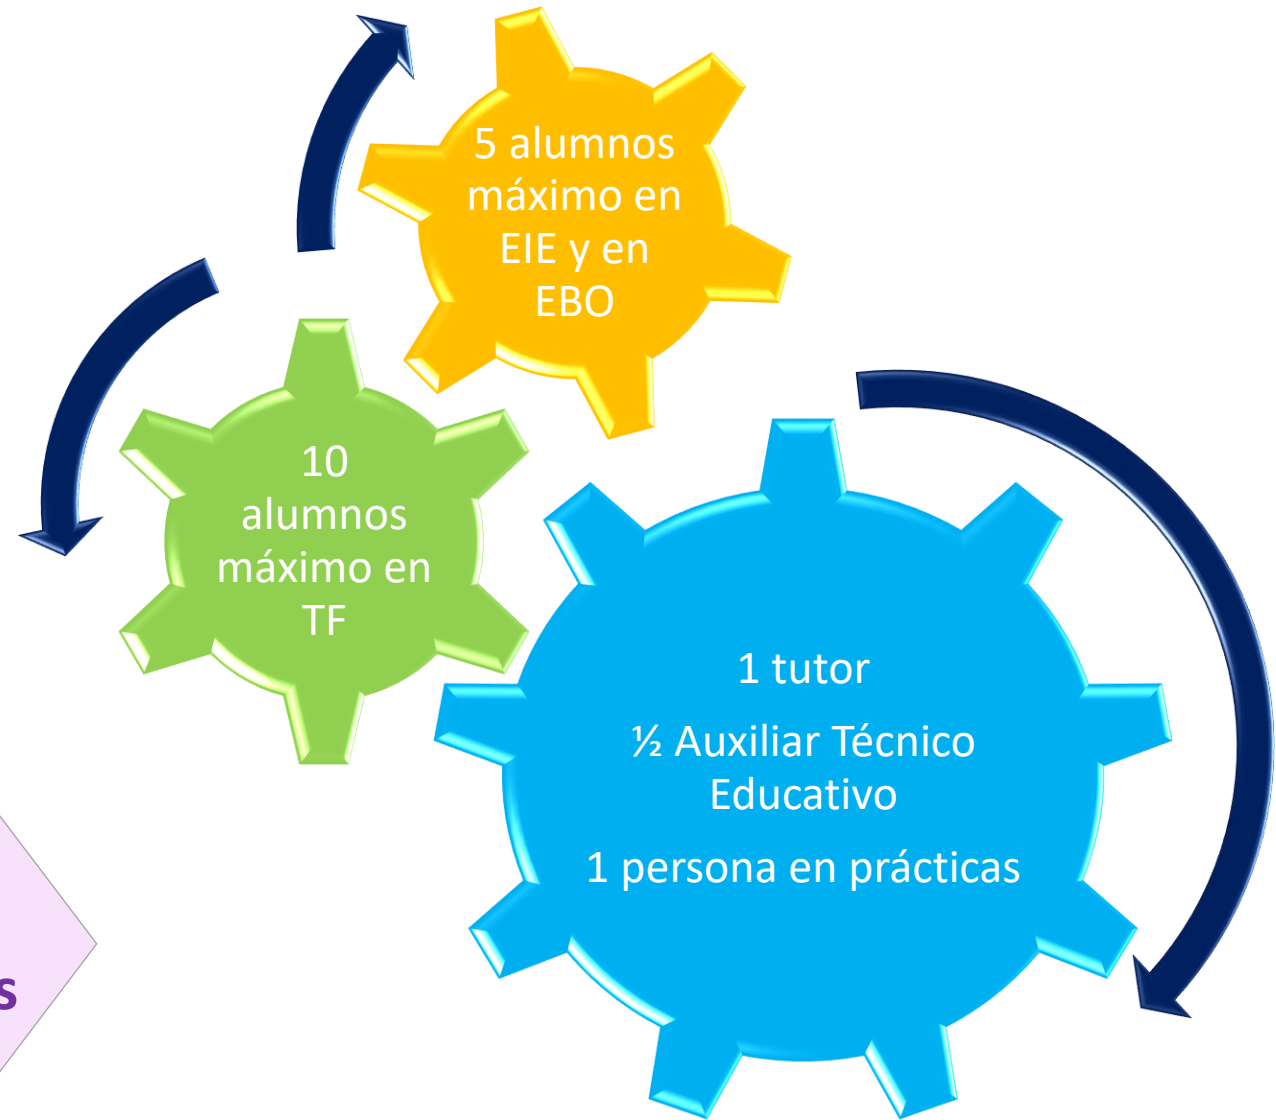 5 alumnos
máximo en
EIE y en
EBO
10
alumnos
máximo en
TF
1 tutor
½ Auxiliar Técnico
Educativo
1 persona en prácticas